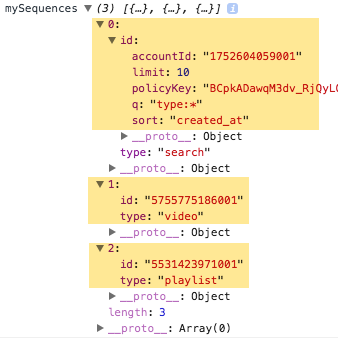 mySequences ▼ (3) [{…}, {…}, {…}] i
▼ 0:
▼ id:
accountId: "1752604059001"
limit: 10
policyKey: "BCpkADawqM3dv_RjQyL
q: "type:*"
sort: "created_at"
▶ __proto__: Object
type: "search"
▶ __proto__: Object
▼ 1:
id: "5755775186001"
type: "video"
▶ __proto__: Object
▼ 2:
id: "5531423971001"
type: "playlist"
▶ __proto__: Object
length: 3
▶ __proto__: Array(0)